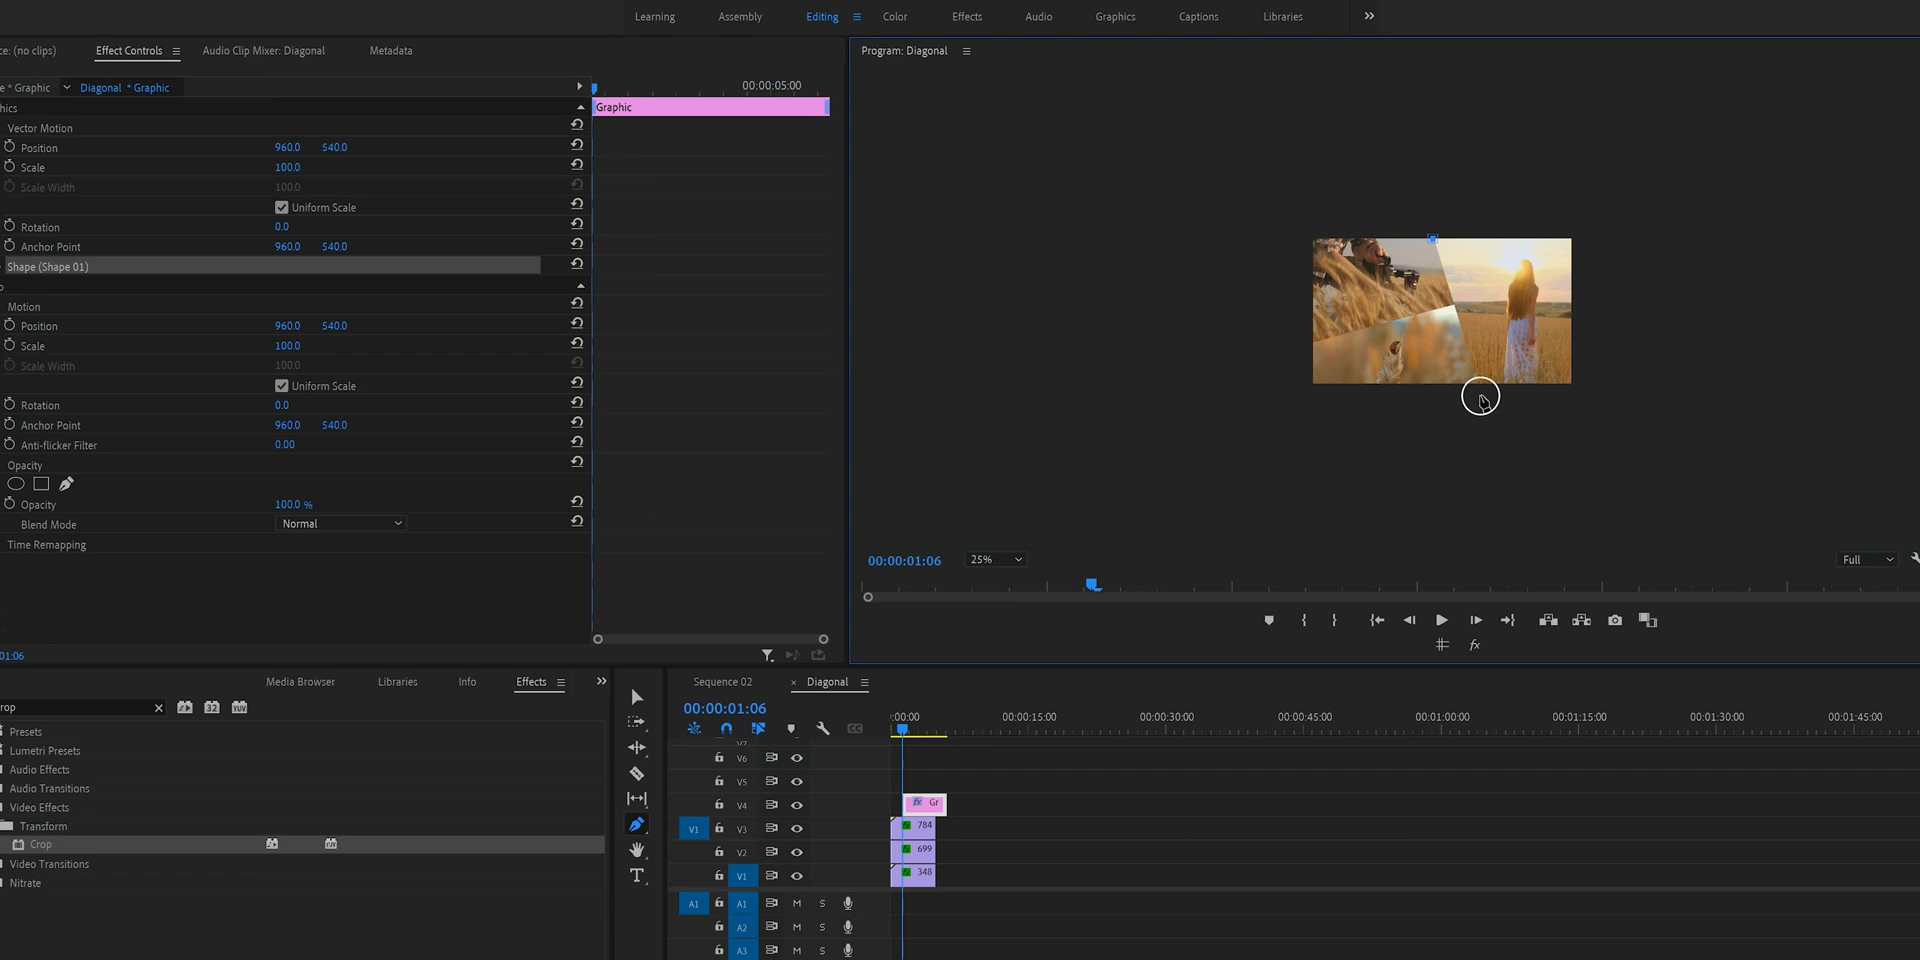 Learning Assembly Editing Color Effects Audio Graphics Captions Libraries
ce: (no clips) Effect Controls Audio Clip Mixer: Diagonal Metadata
Program: Diagonal
e * Graphic Diagonal * Graphic 00:00:05:00
hics Graphic
Vector Motion
Position 960.0 540.0
Scale 100.0
Scale Width 100.0
Uniform Scale
Rotation 0.0
Anchor Point 960.0 540.0
Shape (Shape 01)
o
Motion
Position 960.0 540.0
Scale 100.0
Scale Width 100.0
Uniform Scale
Rotation 0.0
Anchor Point 960.0 540.0
Anti-flicker Filter 0.00
Opacity
Opacity 100.0 %
Blend Mode Normal
Time Remapping
01:06
00:00:01:06 25% Full
fx
Media Browser Libraries Info Effects
rop 32 YUV
Presets
Lumetri Presets
Audio Effects
Audio Transitions
Video Effects
Transform
Crop
Video Transitions
Nitrate
T
Sequence 02 × Diagonal
00:00:01:06
:00:00 00:00:15:00 00:00:30:00 00:00:45:00 00:01:00:00 00:01:15:00 00:01:30:00 00:01:45:00
CC
V7
V6
V5
V4 fx Gr
V1 V3 784
V2 699
V1 348
A1 A1 M S
A2 M S
A3 M S